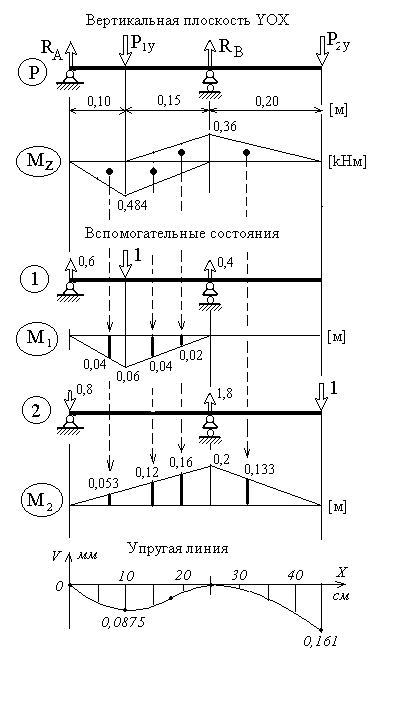 Вертикальная плоскость YOX
R_A P_1y R_B P_2y
P
0,10 0,15 0,20 [м]
0,36
M_Z [kНм]
0,484
Вспомогательные состояния
0,6 1 0,4
1
M_1 [м]
0,04 0,04 0,02
0,06
0,8 1,8 1
2
0,053 0,12 0,16 0,2 0,133
M_2 [м]
Упругая линия
V мм
0 10 20 30 40 X
см
0,0875
0,161